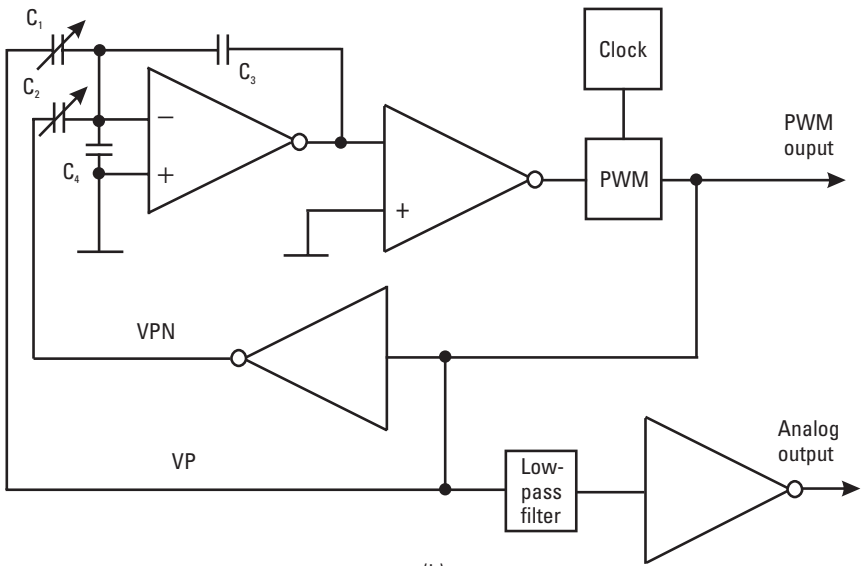 C₁
C₂
C₃
C₄
−
+
+
Clock
PWM
PWM
ouput
VPN
VP
Low-
pass
filter
Analog
output